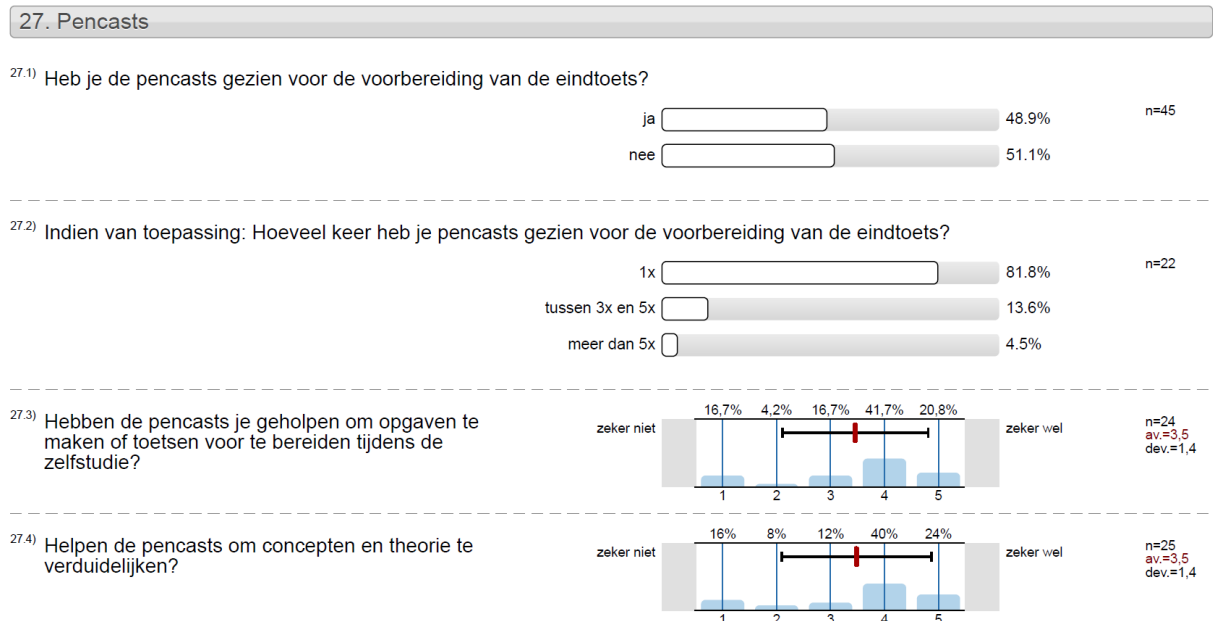 27. Pencasts
27.1) Heb je de pencasts gezien voor de voorbereiding van de eindtoets?
ja 48.9% n=45
nee 51.1%
27.2) Indien van toepassing: Hoeveel keer heb je pencasts gezien voor de voorbereiding van de eindtoets?
1x 81.8% n=22
tussen 3x en 5x 13.6%
meer dan 5x 4.5%
27.3) Hebben de pencasts je geholpen om opgaven te
maken of toetsen voor te bereiden tijdens de
zelfstudie?
16,7% 4,2% 16,7% 41,7% 20,8%
zeker niet zeker wel
n=24
av.=3,5
dev.=1,4
1 2 3 4 5
27.4) Helpen de pencasts om concepten en theorie te
verduidelijken?
16% 8% 12% 40% 24%
zeker niet zeker wel
n=25
av.=3,5
dev.=1,4
1 2 3 4 5